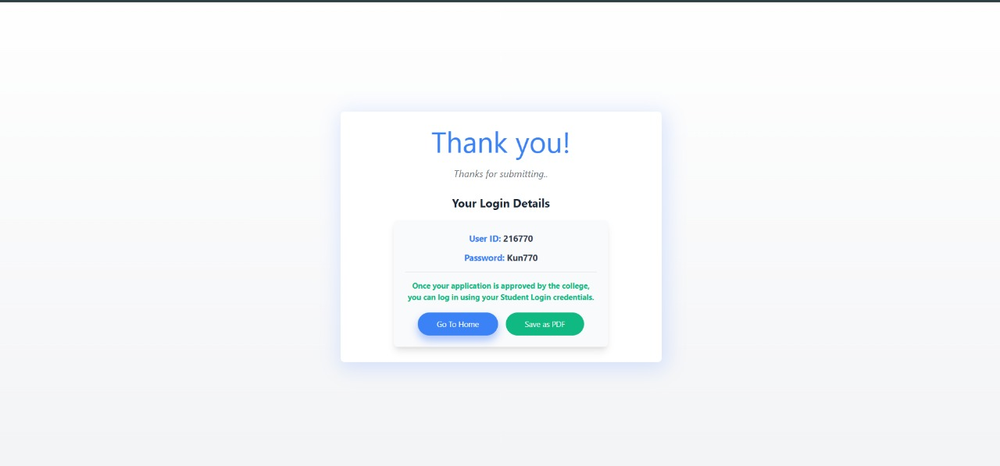 Thank you!
Thanks for submitting..
Your Login Details
User ID: 216770
Password: Kun770
Once your application is approved by the college,
you can log in using your Student Login credentials.
Go To Home
Save as PDF